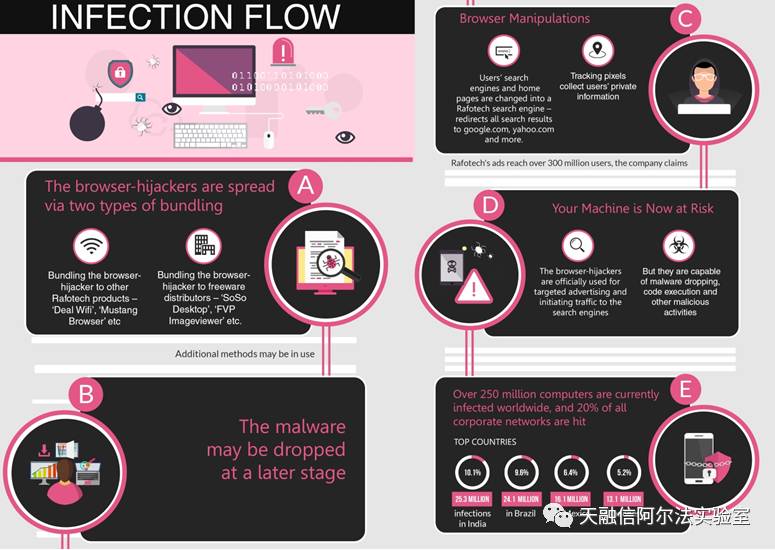 INFECTION FLOW
01100110101000
01010000101000
A
The browser-hijackers are spread
via two types of bundling
Bundling the browser-
hijacker to other
Rafotech products –
‘Deal Wifi’, ‘Mustang
Browser’ etc
Bundling the browser-
hijacker to freeware
distributors – ‘SoSo
Desktop’, ‘FVP
Imageviewer’ etc.
Additional methods may be in use
B
The malware
may be dropped
at a later stage
C
Browser Manipulations
Users’ search
engines and home
pages are changed into a
Rafotech search engine –
redirects all search results
to google.com, yahoo.com
and more.
Tracking pixels
collect users’ private
information
Rafotech's ads reach over 300 million users, the company claims
D
Your Machine is Now at Risk
The browser-hijackers
are officially used for
targeted advertising and
initiating traffic to the
search engines
But they are capable
of malware dropping,
code execution and
other malicious
activities
E
Over 250 million computers are currently
infected worldwide, and 20% of all
corporate networks are hit
TOP COUNTRIES
10.1%
9.6%
6.4%
5.2%
25.3 MILLION
24.1 MILLION
16.1 MILLION
13.1 MILLION
infections
in India
in Brazil
天融信阿尔法实验室